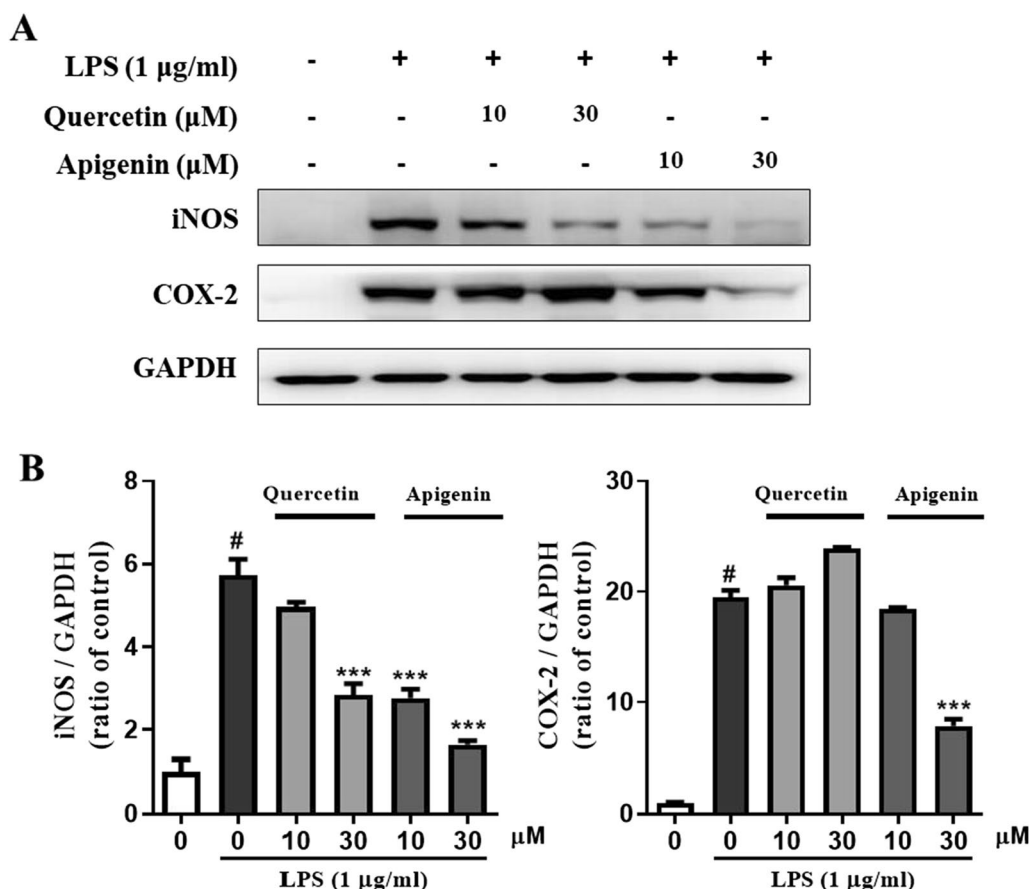 A
LPS (1 µg/ml) - + + + + +
Quercetin (µM) - - 10 30 - -
Apigenin (µM) - - - - 10 30
iNOS
COX-2
GAPDH
B
iNOS / GAPDH
(ratio of control)
8
6
4
2
0
Quercetin Apigenin
#
***
***
***
0 0 10 30 10 30 µM
LPS (1 µg/ml)
COX-2 / GAPDH
(ratio of control)
30
20
10
0
Quercetin Apigenin
#
***
0 0 10 30 10 30 µM
LPS (1 µg/ml)